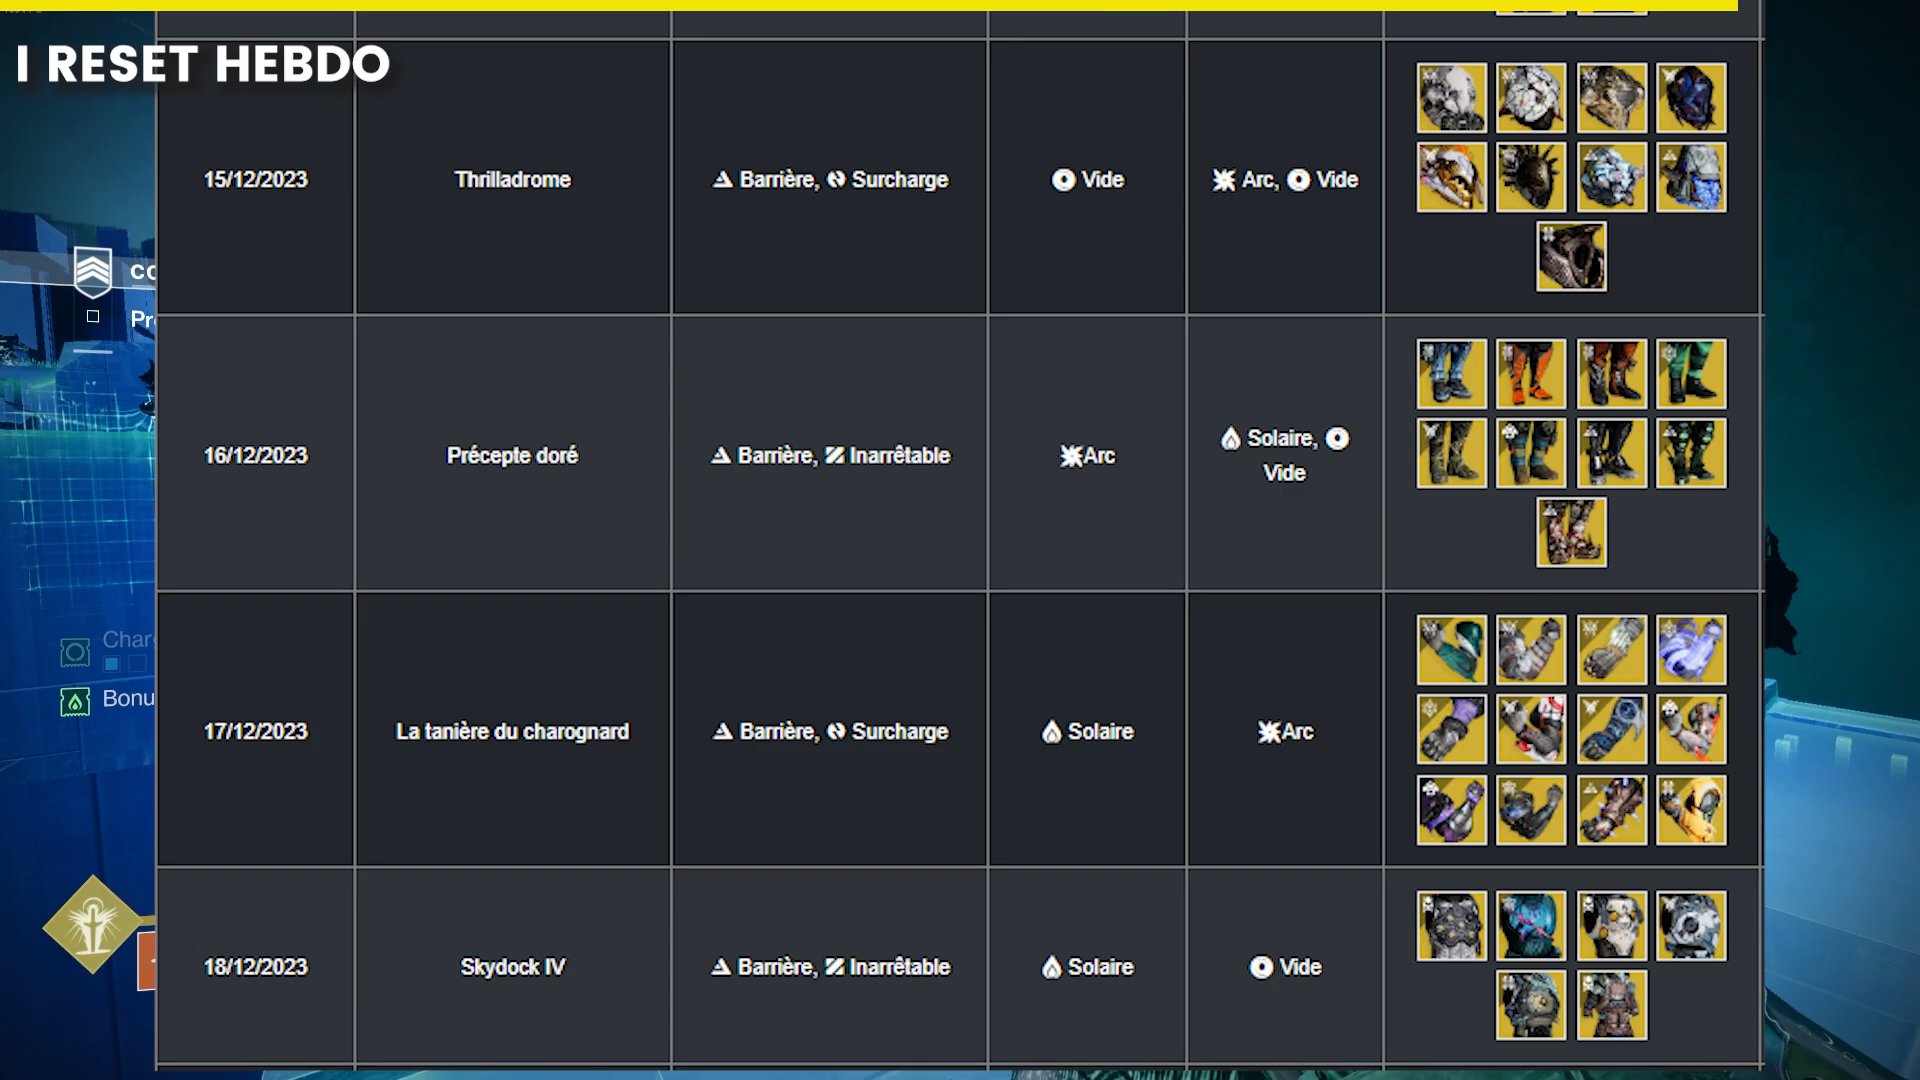 I RESET HEBDO
15/12/2023 Thrilladrome Barrière, Surcharge Vide Arc, Vide
16/12/2023 Précepte doré Barrière, Inarrêtable Arc Solaire,
Vide
17/12/2023 La tanière du charognard Barrière, Surcharge Solaire Arc
18/12/2023 Skydock IV Barrière, Inarrêtable Solaire Vide
Bonu